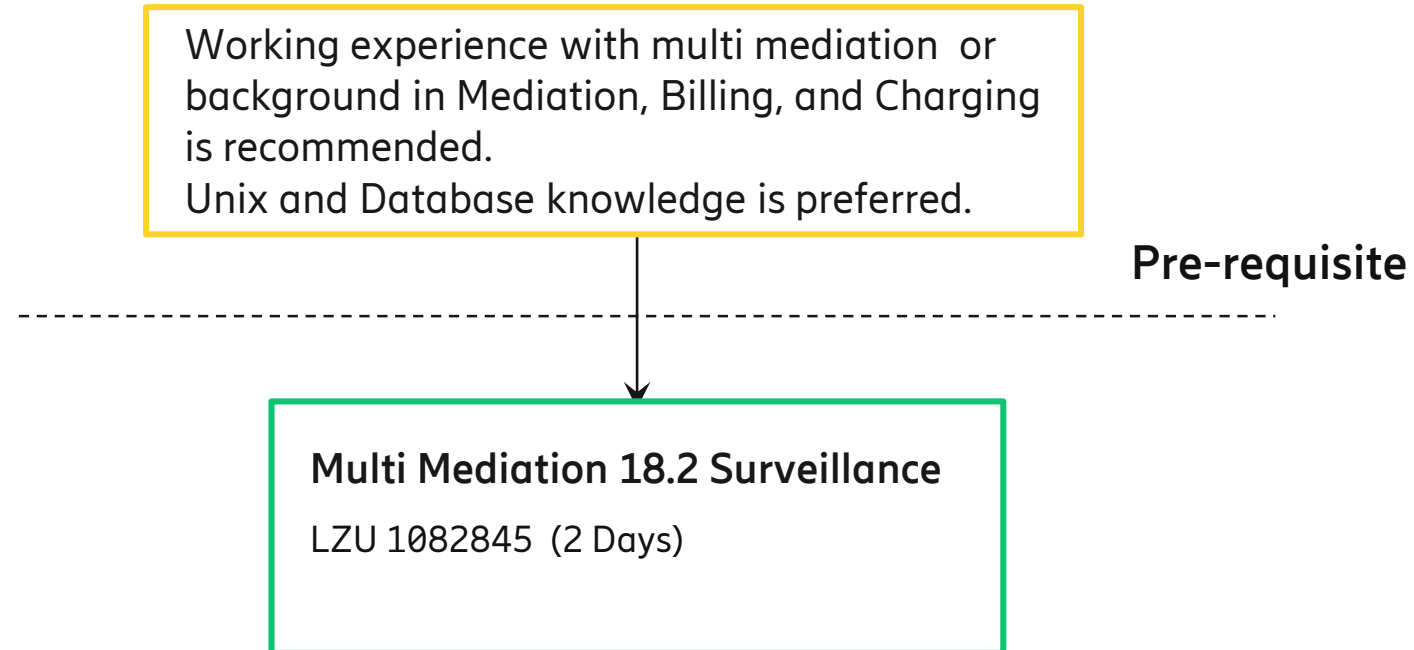 Working experience with multi mediation  or
background in Mediation, Billing, and Charging
is recommended.
Unix and Database knowledge is preferred.
Pre-requisite
Multi Mediation 18.2 Surveillance
LZU 1082845  (2 Days)